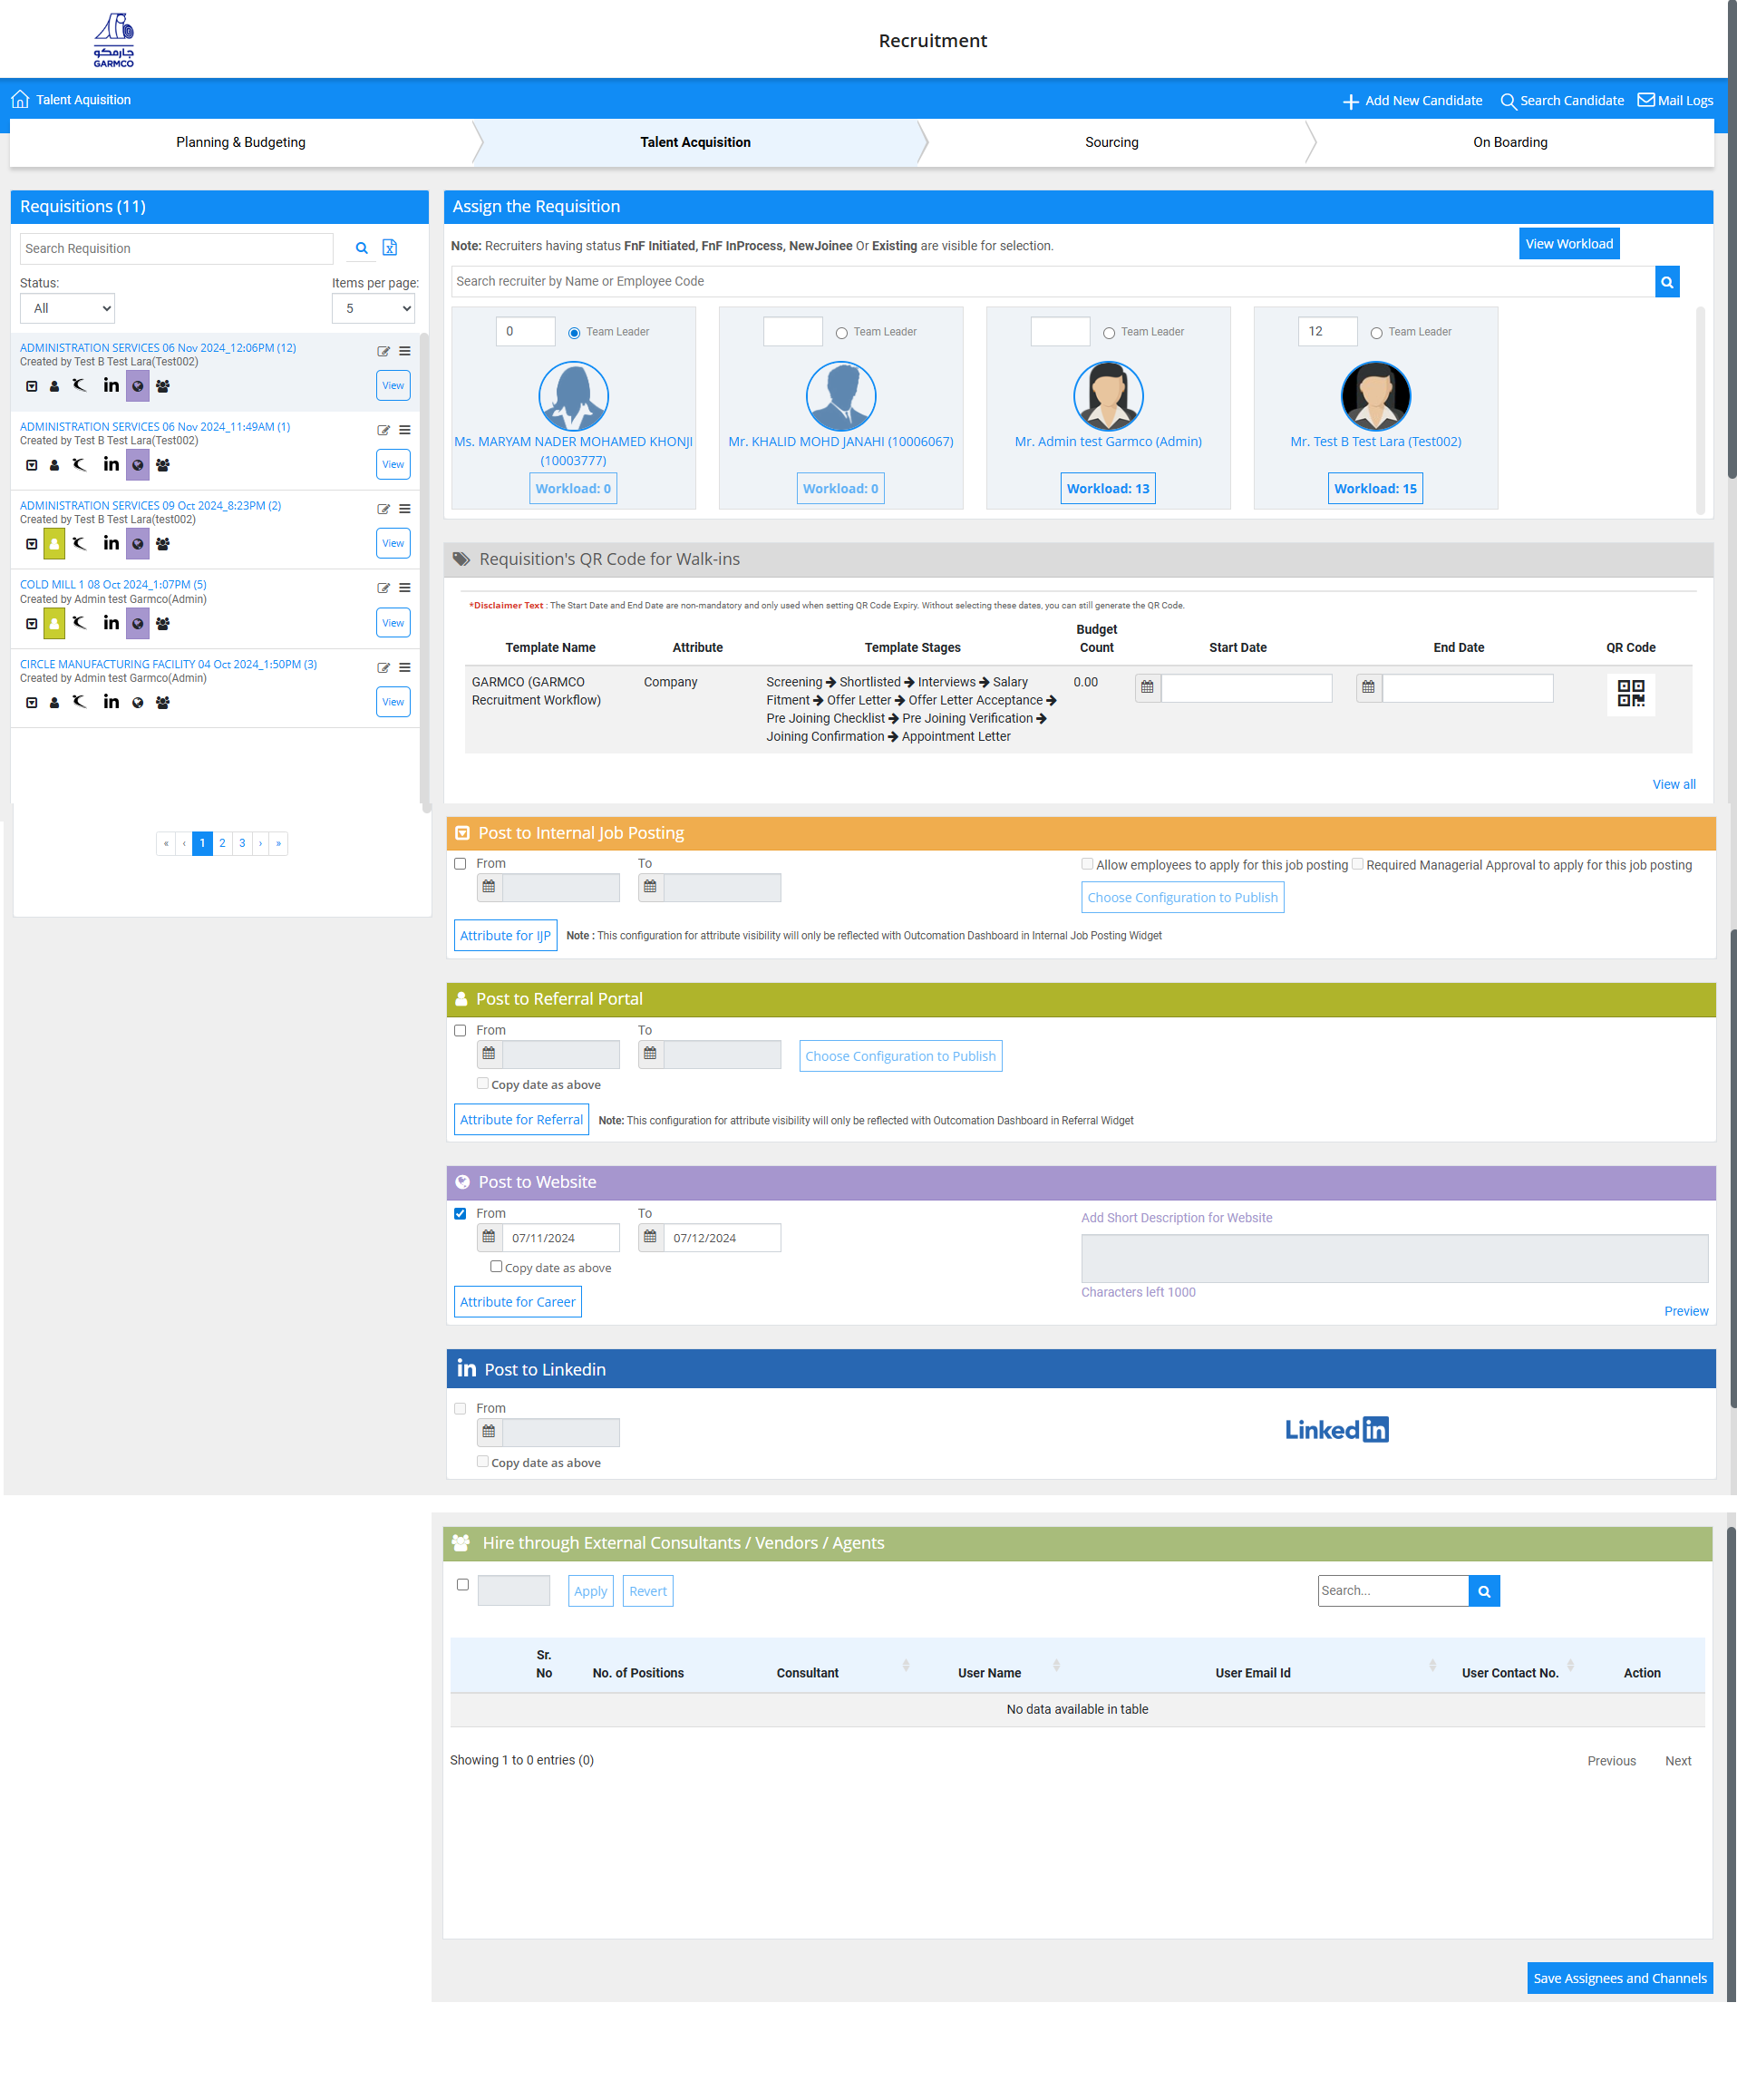 جارمكو
GARMCO
Recruitment
Talent Aquisition
Add New Candidate
Search Candidate
Mail Logs
Planning & Budgeting
Talent Acquisition
Sourcing
On Boarding
Requisitions (11)
Search Requisition
Status:
Items per page:
All
5
ADMINISTRATION SERVICES 06 Nov 2024_12:06PM (12)
Created by Test B Test Lara(Test002)
View
ADMINISTRATION SERVICES 06 Nov 2024_11:49AM (1)
Created by Test B Test Lara(Test002)
View
ADMINISTRATION SERVICES 09 Oct 2024_8:23PM (2)
Created by Test B Test Lara(test002)
View
COLD MILL 1 08 Oct 2024_1:07PM (5)
Created by Admin test Garmco(Admin)
View
CIRCLE MANUFACTURING FACILITY 04 Oct 2024_1:50PM (3)
Created by Admin test Garmco(Admin)
View
« ‹ 1 2 3 › »
Assign the Requisition
Note: Recruiters having status FnF Initiated, FnF InProcess, NewJoinee Or Existing are visible for selection.
View Workload
Search recruiter by Name or Employee Code
0 Team Leader
Ms. MARYAM NADER MOHAMED KHONJI
(10003777)
Workload: 0
Team Leader
Mr. KHALID MOHD JANAHI (10006067)
Workload: 0
Team Leader
Mr. Admin test Garmco (Admin)
Workload: 13
12 Team Leader
Mr. Test B Test Lara (Test002)
Workload: 15
Requisition's QR Code for Walk-ins
*Disclaimer Text : The Start Date and End Date are non-mandatory and only used when setting QR Code Expiry. Without selecting these dates, you can still generate the QR Code.
Template Name
Attribute
Template Stages
Budget
Count
Start Date
End Date
QR Code
GARMCO (GARMCO
Recruitment Workflow)
Company
Screening ➔ Shortlisted ➔ Interviews ➔ Salary
Fitment ➔ Offer Letter ➔ Offer Letter Acceptance ➔
Pre Joining Checklist ➔ Pre Joining Verification ➔
Joining Confirmation ➔ Appointment Letter
0.00
View all
Post to Internal Job Posting
From
To
Allow employees to apply for this job posting
Required Managerial Approval to apply for this job posting
Choose Configuration to Publish
Attribute for IJP
Note : This configuration for attribute visibility will only be reflected with Outcomation Dashboard in Internal Job Posting Widget
Post to Referral Portal
From
To
Choose Configuration to Publish
Copy date as above
Attribute for Referral
Note: This configuration for attribute visibility will only be reflected with Outcomation Dashboard in Referral Widget
Post to Website
From
To
07/11/2024
07/12/2024
Copy date as above
Attribute for Career
Add Short Description for Website
Characters left 1000
Preview
in Post to Linkedin
From
Copy date as above
Linked in
Hire through External Consultants / Vendors / Agents
Apply
Revert
Search...
Sr.
No
No. of Positions
Consultant
User Name
User Email Id
User Contact No.
Action
No data available in table
Showing 1 to 0 entries (0)
Previous
Next
Save Assignees and Channels